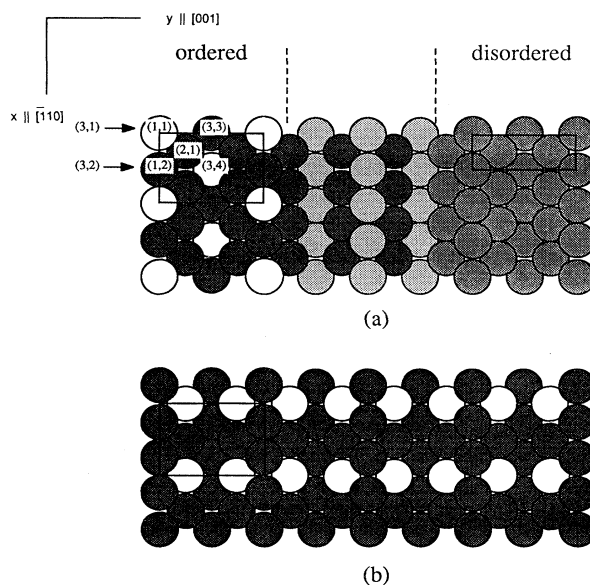 y || [001]
ordered
disordered
x || [1̄10]
(3,1)
(1,1)
(3,3)
(2,1)
(3,2)
(1,2)
(3,4)
(a)
(b)